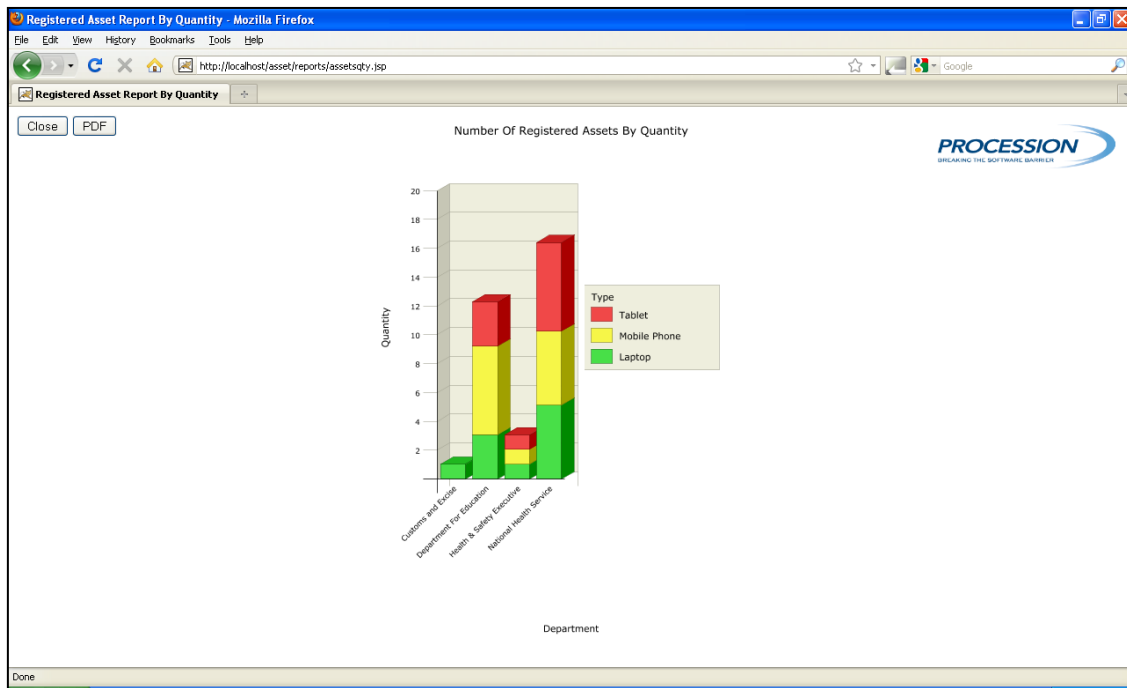 Registered Asset Report By Quantity - Mozilla Firefox
File Edit View History Bookmarks Tools Help
http://localhost/asset/reports/assetsqty.jsp
Google
Registered Asset Report By Quantity
Close PDF
Number Of Registered Assets By Quantity
PROCESSION
BREAKING THE SOFTWARE BARRIER
20
18
16
14
12
10
8
6
4
2
Quantity
Type
Tablet
Mobile Phone
Laptop
Customs and Excise
Department For Education
Health & Safety Executive
National Health Service
Department
Done